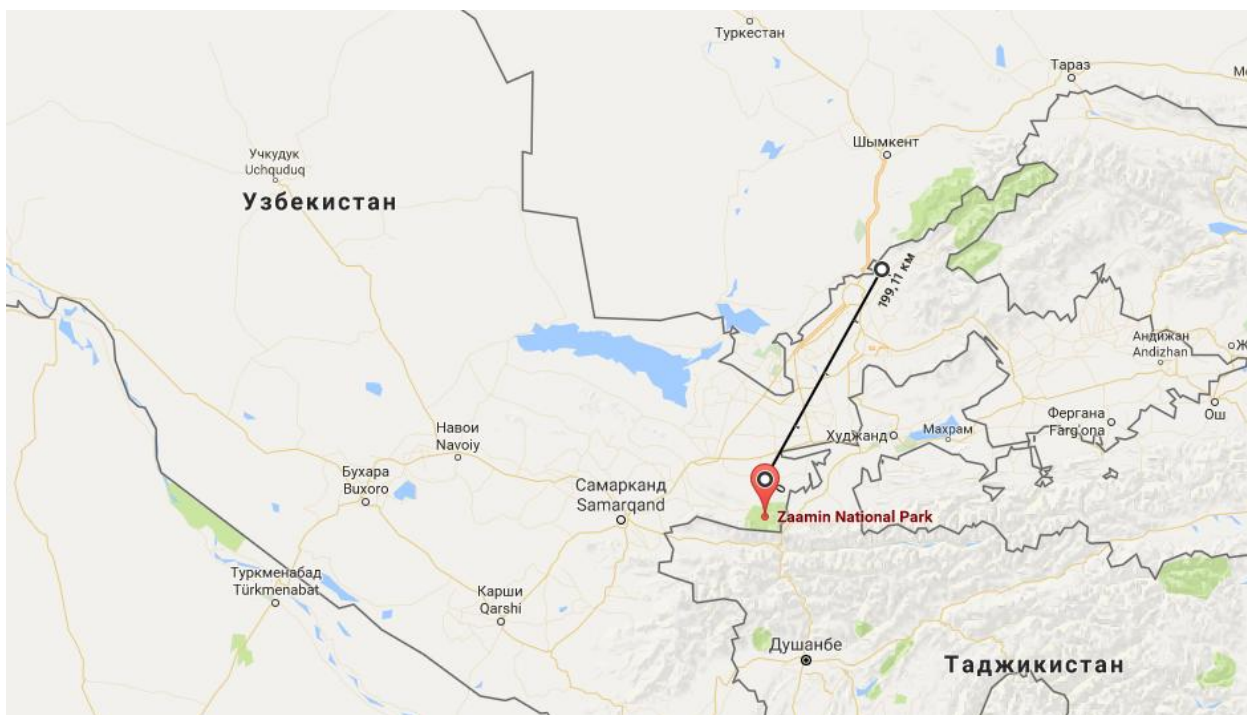 Туркестан
Тараз
Шымкент
Учкудук
Uchquduq
Узбекистан
199,11 км
Андижан
Andizhan
Ж
Ош
Фергана
Farg'ona
Худжанд
Махрам
Навои
Navoiy
Бухара
Buxoro
Самарканд
Samarqand
Zaamin National Park
Туркменабад
Türkmenabat
Карши
Qarshi
Душанбе
Таджикистан